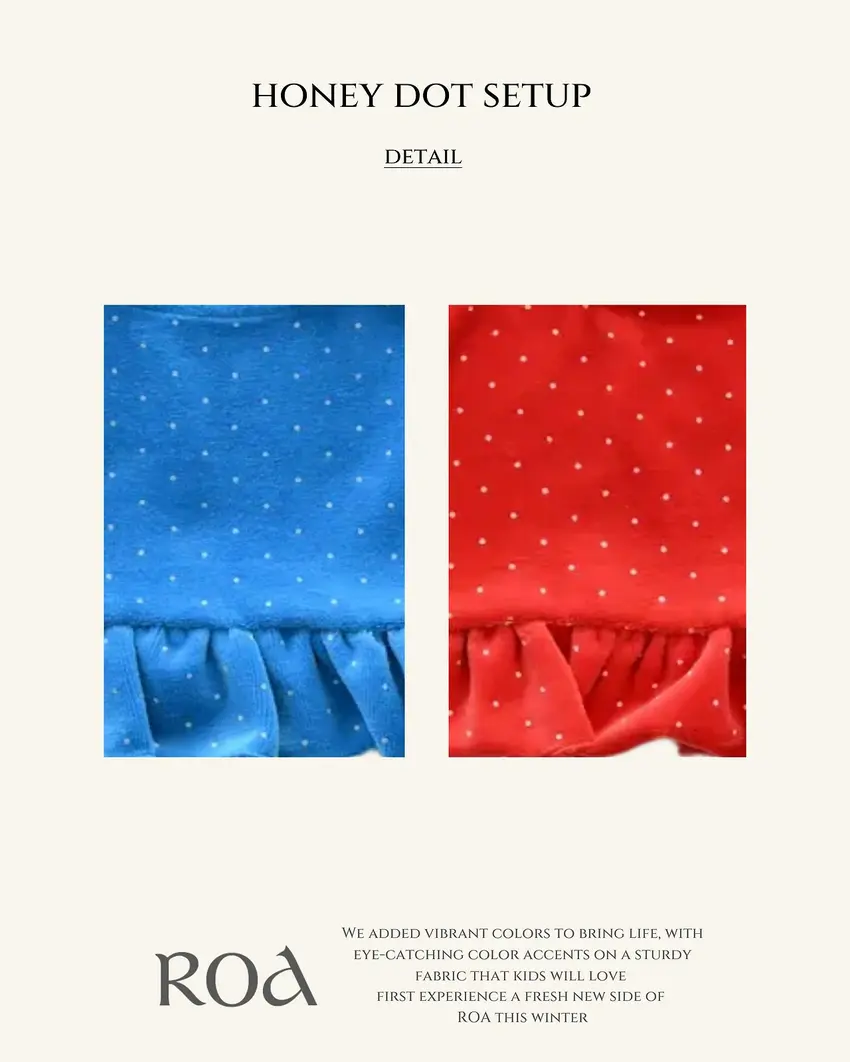 HONEY DOT SETUP
DETAIL
ROA
WE ADDED VIBRANT COLORS TO BRING LIFE, WITH
EYE-CATCHING COLOR ACCENTS ON A STURDY
FABRIC THAT KIDS WILL LOVE
FIRST EXPERIENCE A FRESH NEW SIDE OF
ROA THIS WINTER